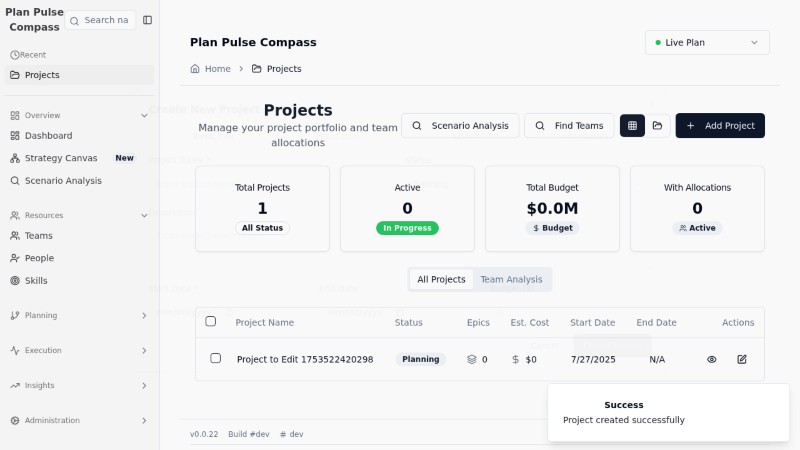 Plan Pulse
Compass
Search na
Recent
Projects
Overview
Dashboard
Strategy Canvas New
Scenario Analysis
Resources
Teams
People
Skills
Planning
Execution
Insights
Administration
Plan Pulse Compass
Live Plan
Home Projects
Projects
Manage your project portfolio and team
allocations
Scenario Analysis
Find Teams
Add Project
Total Projects
1
All Status
Active
0
In Progress
Total Budget
$0.0M
$ Budget
With Allocations
0
Active
All Projects Team Analysis
Project Name Status Epics Est. Cost Start Date End Date Actions
Project to Edit 1753522420298 Planning 0 $ $0 7/27/2025 N/A
Success
Project created successfully
v0.0.22 Build #dev # dev